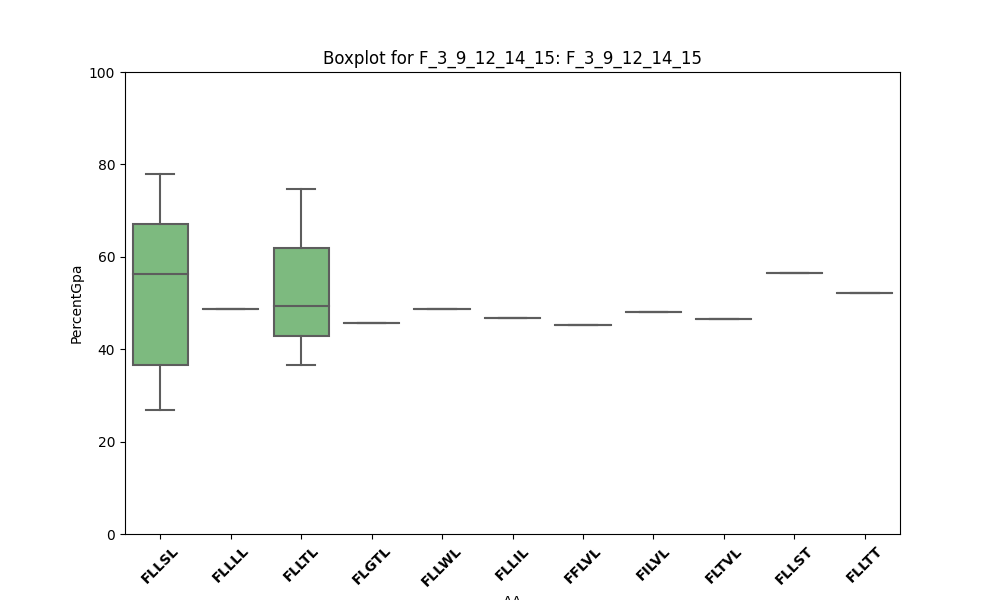 Boxplot for F_3_9_12_14_15: F_3_9_12_14_15
100
80
60
40
20
0
PercentGpa
FLLSL
FLLLL
FLLTL
FLGTL
FLLWL
FLLIL
FFLVL
FILVL
FLTVL
FLLST
FLLTT